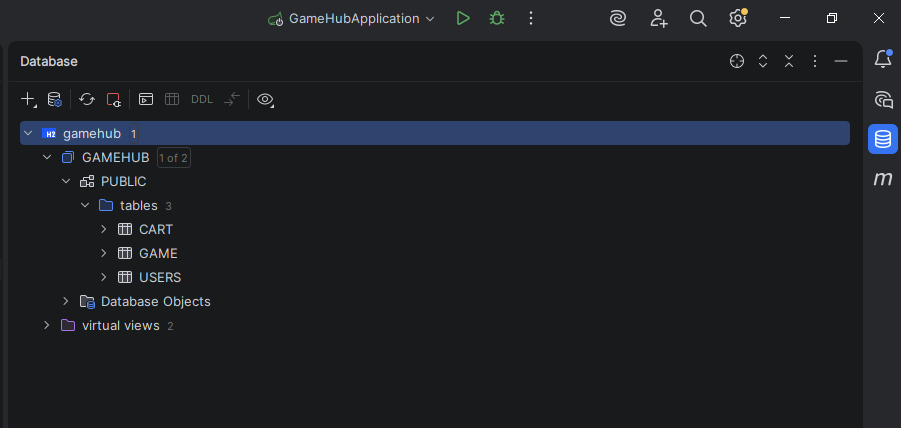 GameHubApplication
Database
DDL
H2 gamehub 1
GAMEHUB 1 of 2
PUBLIC
tables 3
CART
GAME
USERS
Database Objects
virtual views 2
m